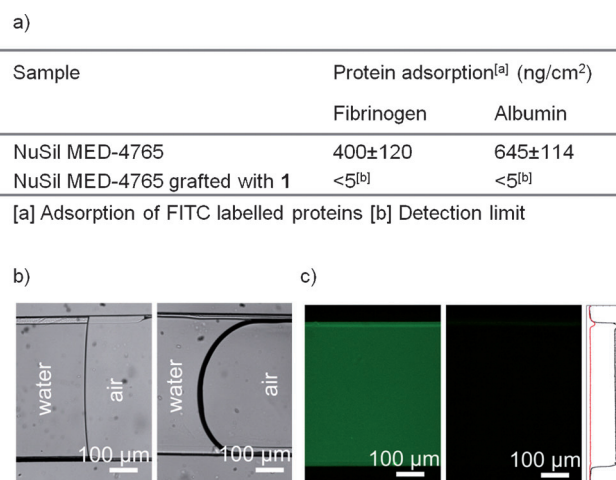 a)
Sample Protein adsorption[a] (ng/cm²)
Fibrinogen Albumin
NuSil MED-4765 400±120 645±114
NuSil MED-4765 grafted with 1 <5[b] <5[b]
[a] Adsorption of FITC labelled proteins [b] Detection limit
b) c)
water air water air
100 µm 100 µm 100 µm 100 µm